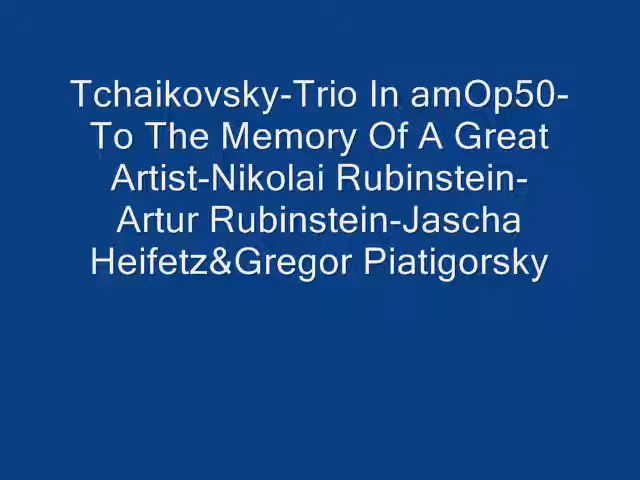 Tchaikovsky-Trio In amOp50-
To The Memory Of A Great
Artist-Nikolai Rubinstein-
Artur Rubinstein-Jascha
Heifetz&Gregor Piatigorsky